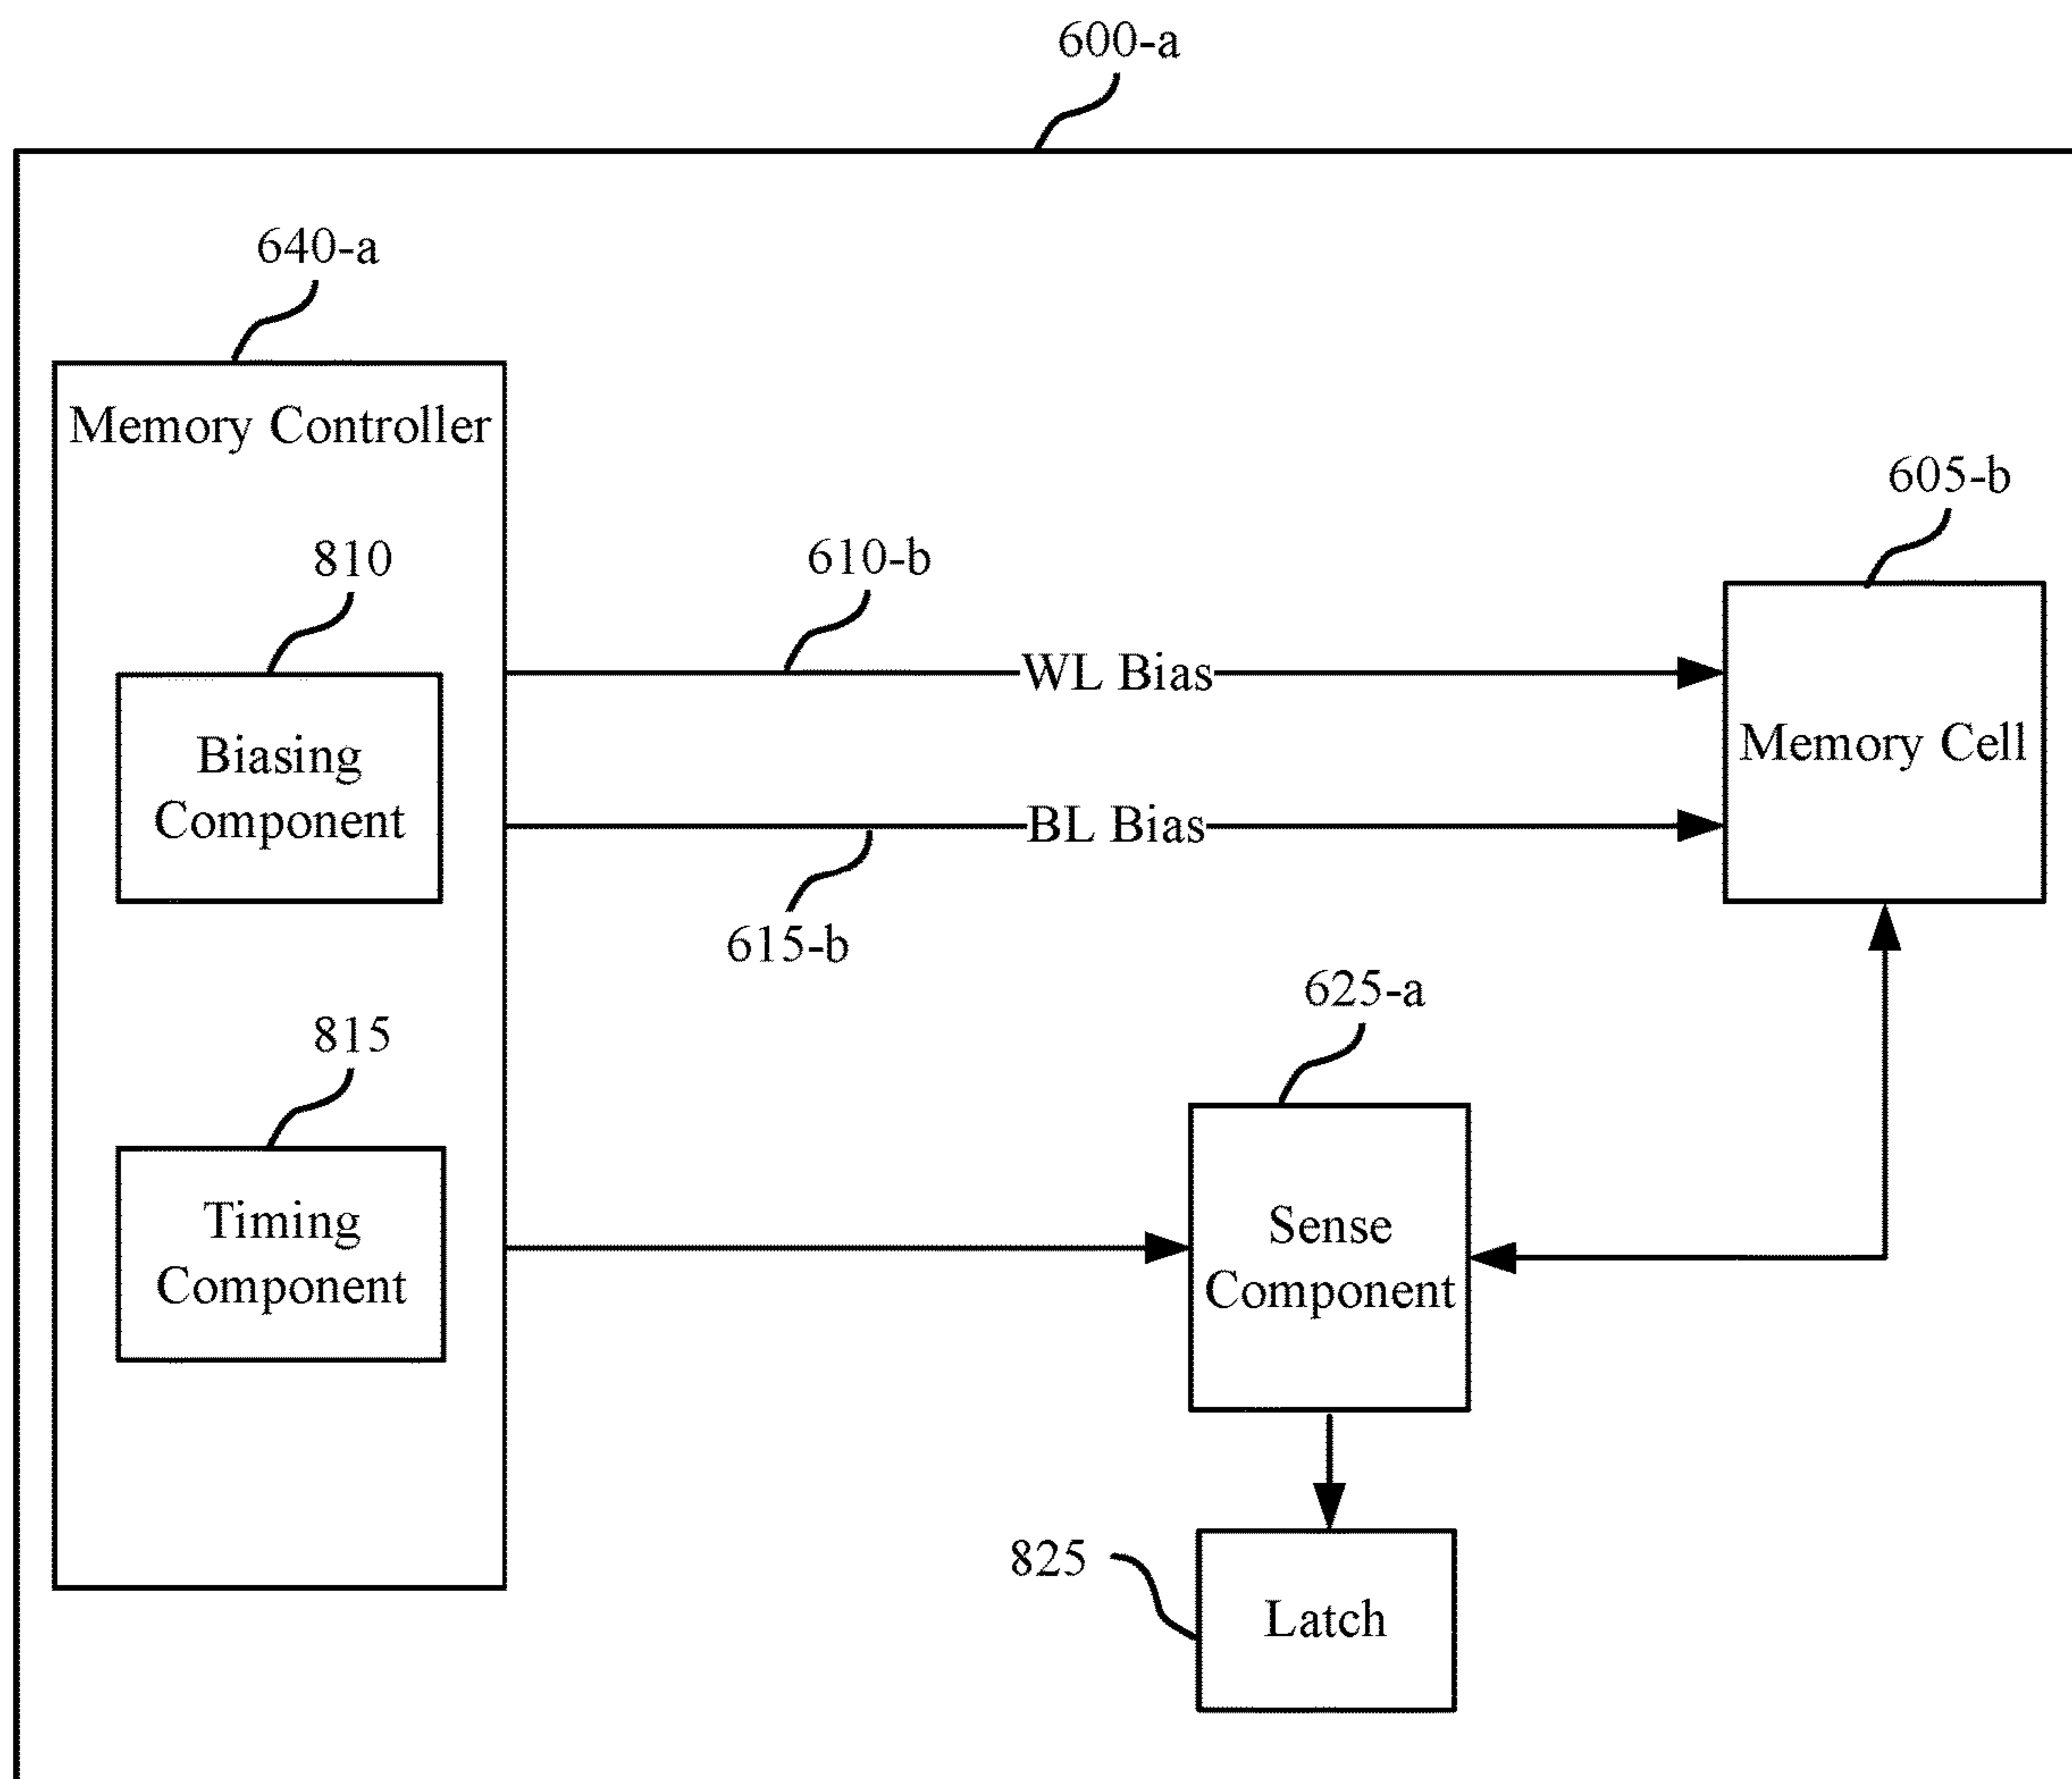 600-a
640-a
Memory Controller
605-b
810
610-b
WL Bias
Biasing
Component
Memory Cell
BL Bias
615-b
625-a
815
Timing
Component
Sense
Component
825
Latch